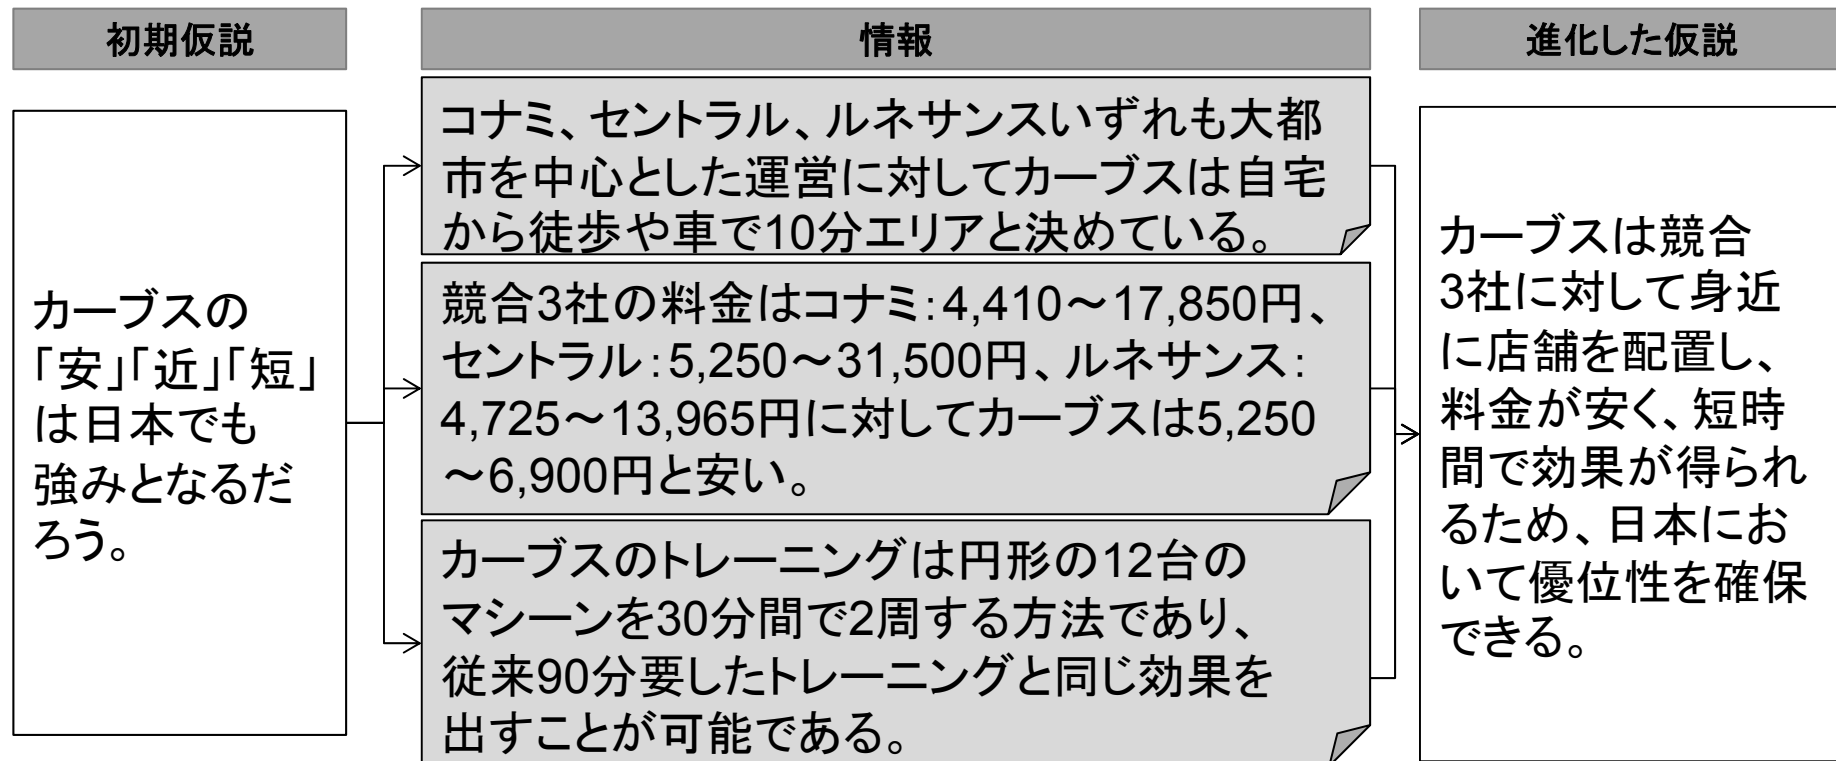 初期仮説
情報
進化した仮説
カーブスの
「安」「近」「短」
は日本でも
強みとなるだ
ろう。
コナミ、セントラル、ルネサンスいずれも大都
市を中心とした運営に対してカーブスは自宅
から徒歩や車で10分エリアと決めている。
競合3社の料金はコナミ：4,410～17,850円、
セントラル：5,250～31,500円、ルネサンス：
4,725～13,965円に対してカーブスは5,250
～6,900円と安い。
カーブスのトレーニングは円形の12台の
マシーンを30分間で2周する方法であり、
従来90分要したトレーニングと同じ効果を
出すことが可能である。
カーブスは競合
3社に対して身近
に店舗を配置し、
料金が安く、短時
間で効果が得られ
るため、日本にお
いて優位性を確保
できる。